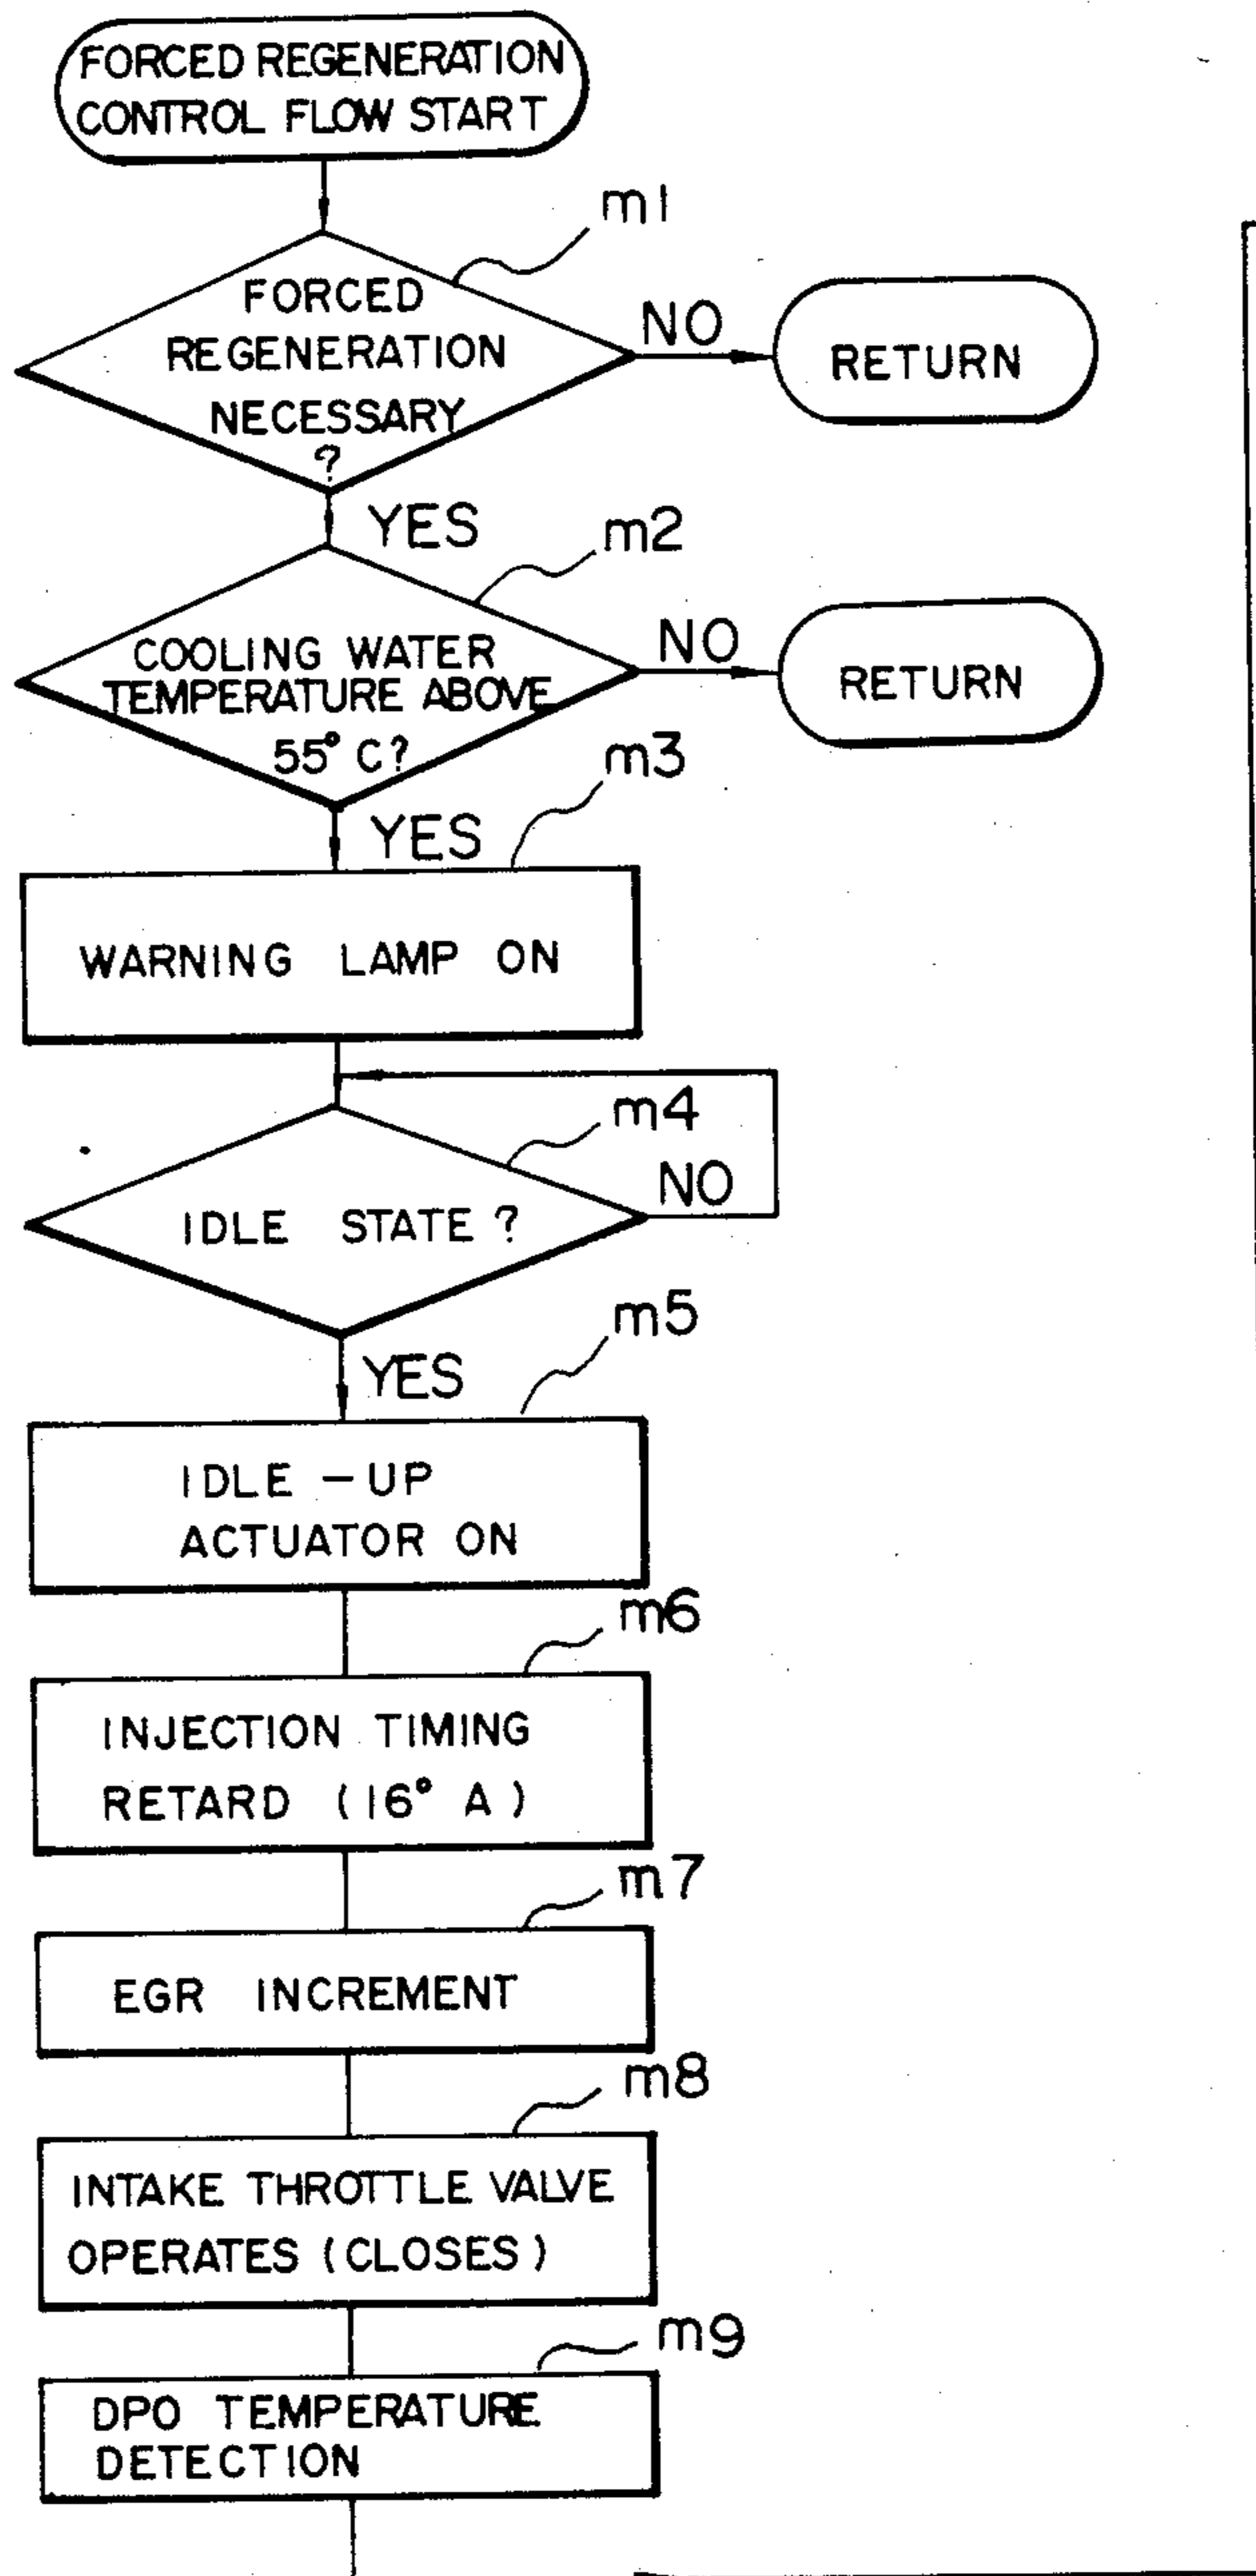 FORCED REGENERATION
CONTROL FLOW START
m1
FORCED
REGENERATION
NECESSARY
?
NO
RETURN
YES
m2
COOLING WATER
TEMPERATURE ABOVE
55° C?
NO
RETURN
YES
m3
WARNING LAMP ON
m4
IDLE STATE ?
NO
YES
m5
IDLE - UP
ACTUATOR ON
m6
INJECTION TIMING
RETARD (16° A)
m7
EGR INCREMENT
m8
INTAKE THROTTLE VALVE
OPERATES (CLOSES)
m9
DPO TEMPERATURE
DETECTION